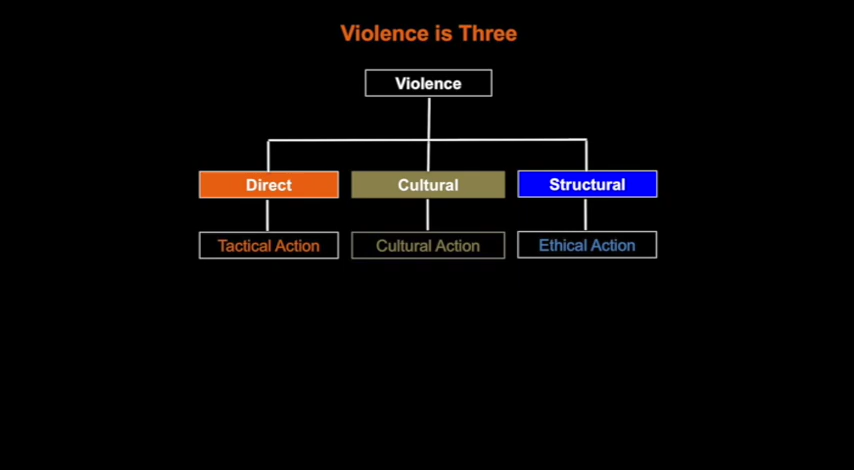 Violence is Three
Violence
Direct
Cultural
Structural
Tactical Action
Cultural Action
Ethical Action